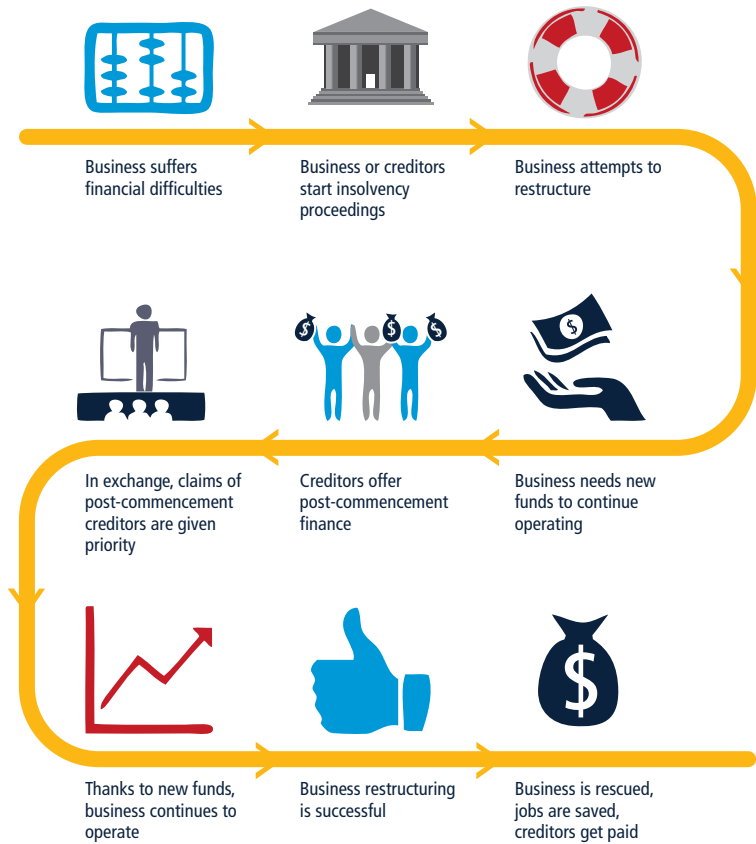 Business suffers
financial difficulties
Business or creditors
start insolvency
proceedings
Business attempts to
restructure
$
Business needs new
funds to continue
operating
$ $ $
Creditors offer
post-commencement
finance
In exchange, claims of
post-commencement
creditors are given
priority
Thanks to new funds,
business continues to
operate
Business restructuring
is successful
$
Business is rescued,
jobs are saved,
creditors get paid